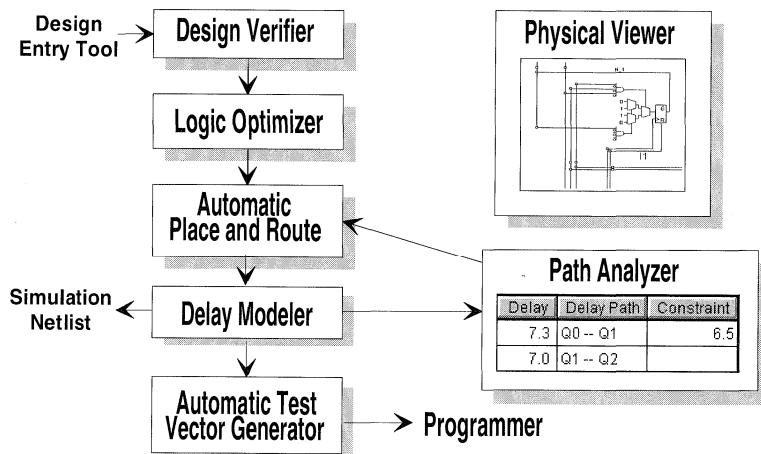 Design
Entry Tool
Design Verifier
Logic Optimizer
Automatic
Place and Route
Simulation
Netlist
Delay Modeler
Automatic Test
Vector Generator
Programmer
Physical Viewer
Path Analyzer
Delay Delay Path Constraint
7.3 Q0 -- Q1 6.5
7.0 Q1 -- Q2